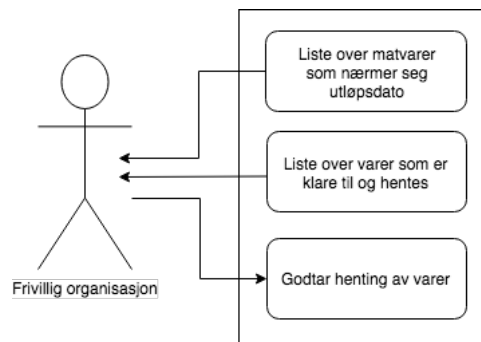 Liste over matvarer
som nærmer seg
utløpsdato
Liste over varer som er
klare til og hentes
Godtar henting av varer
Frivillig organisasjon